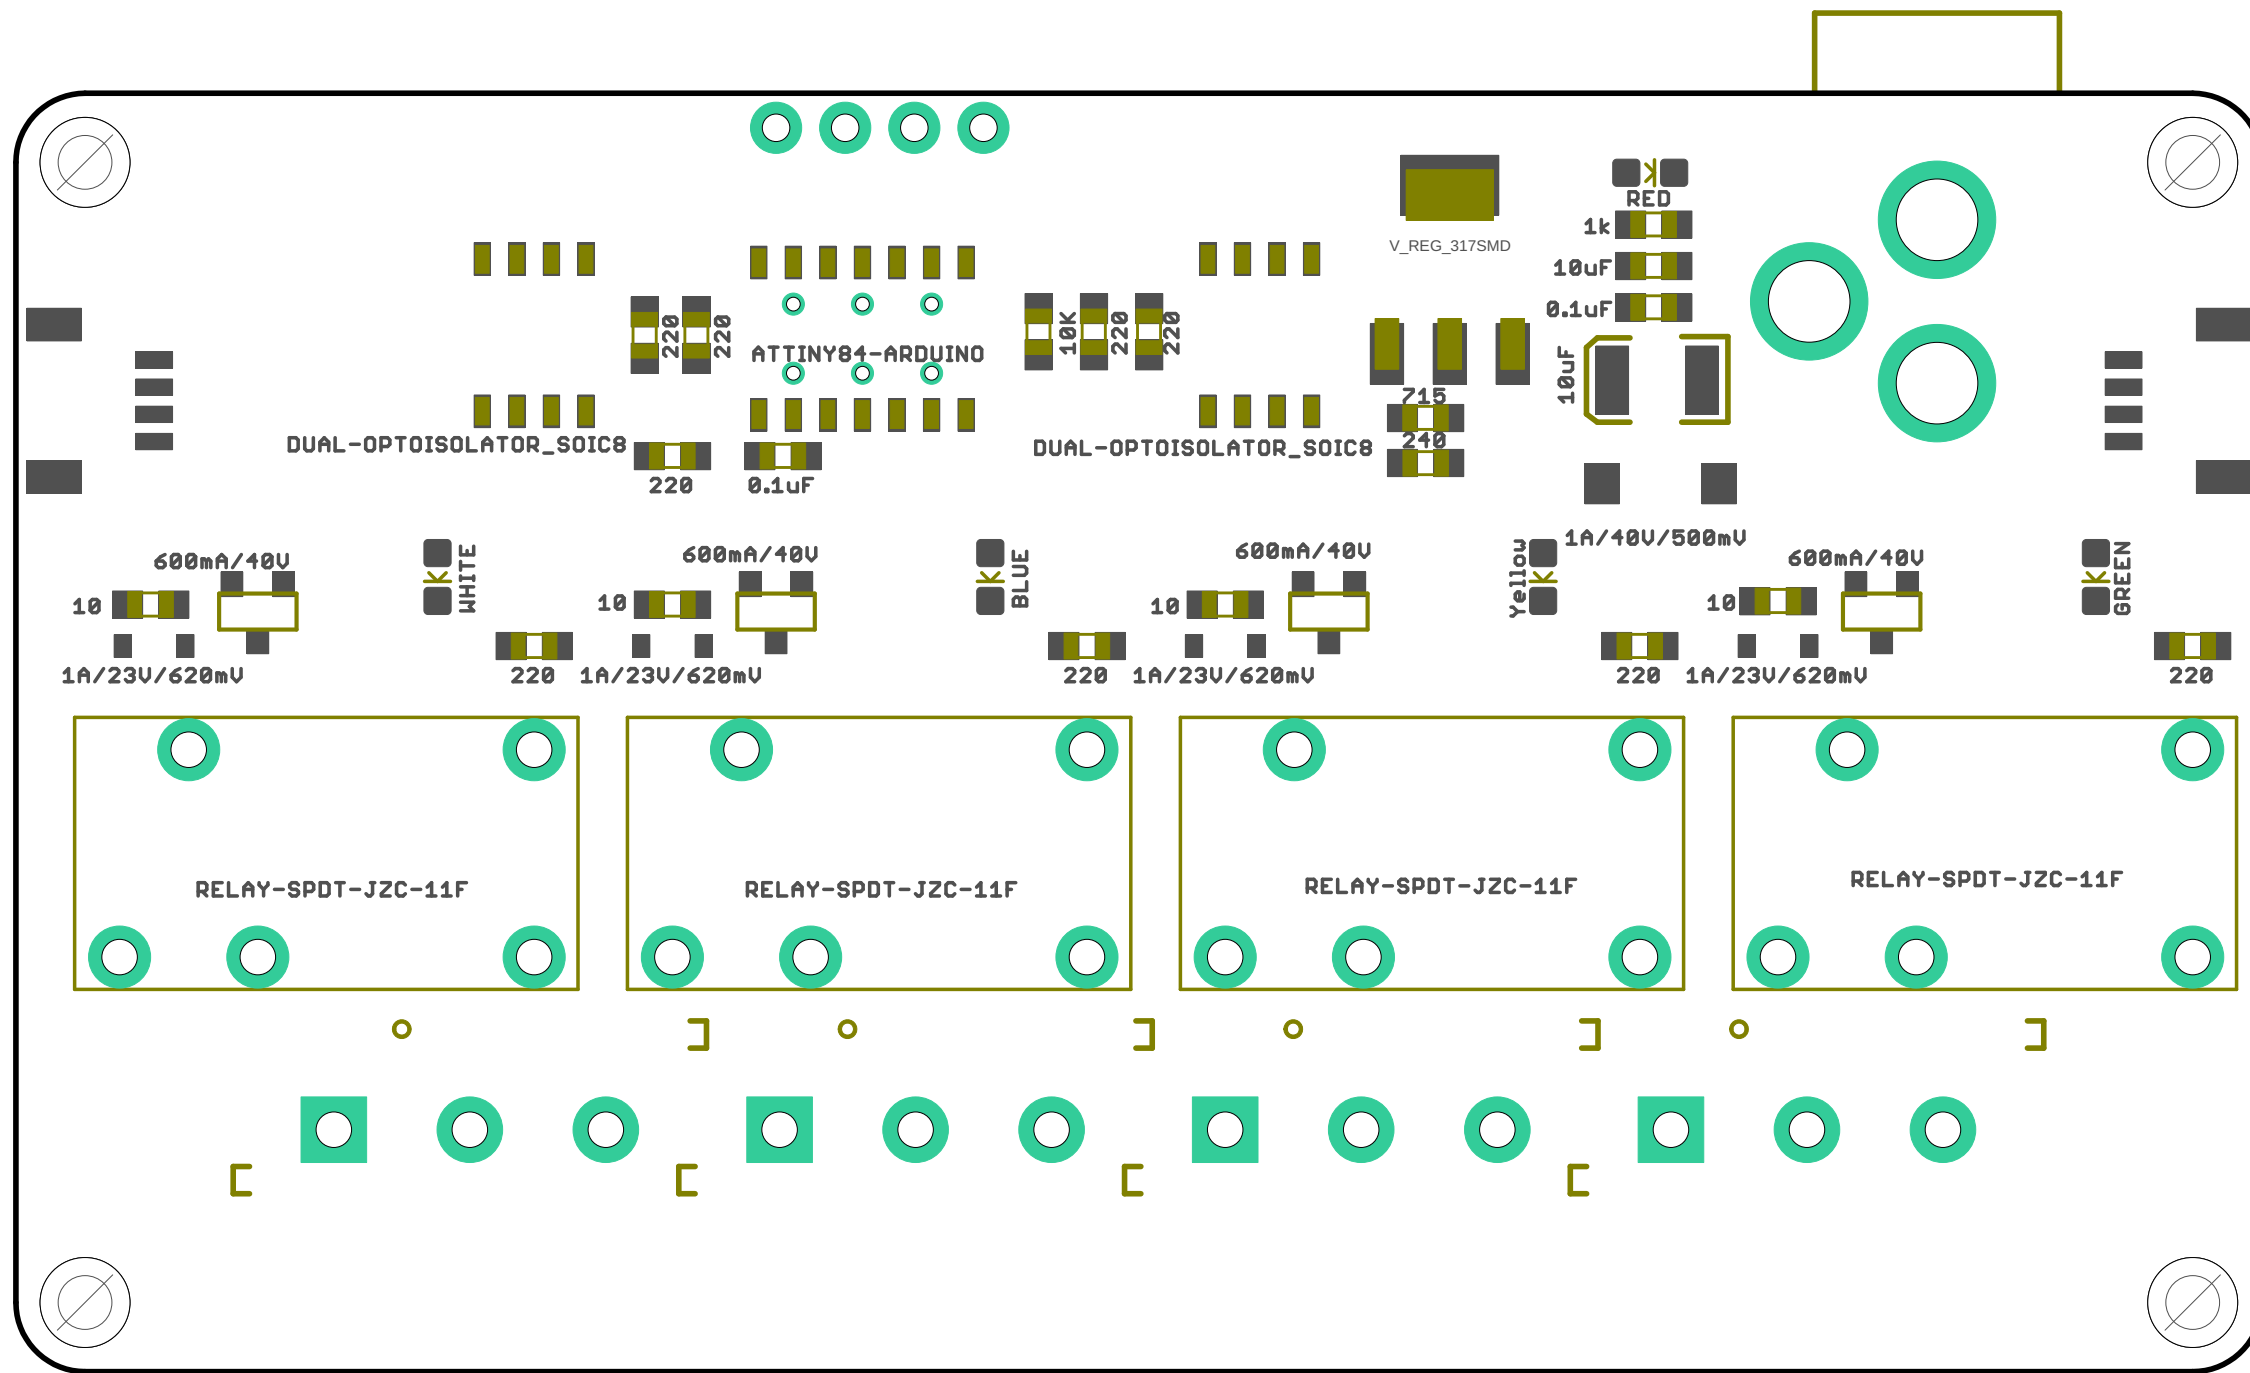 RED
1k
V_REG_317SMD
10uF
0.1uF
220
220
ATTINY84-ARDUINO
10K
220
220
10uF
715
240
DUAL-OPTOISOLATOR_SOIC8
DUAL-OPTOISOLATOR_SOIC8
220
0.1uF
1A/40V/500mV
600mA/40V
WHITE
600mA/40V
BLUE
600mA/40V
Yellow
600mA/40V
GREEN
10
10
10
10
1A/23V/620mV
220
1A/23V/620mV
220
1A/23V/620mV
220
1A/23V/620mV
220
RELAY-SPDT-JZC-11F
RELAY-SPDT-JZC-11F
RELAY-SPDT-JZC-11F
RELAY-SPDT-JZC-11F